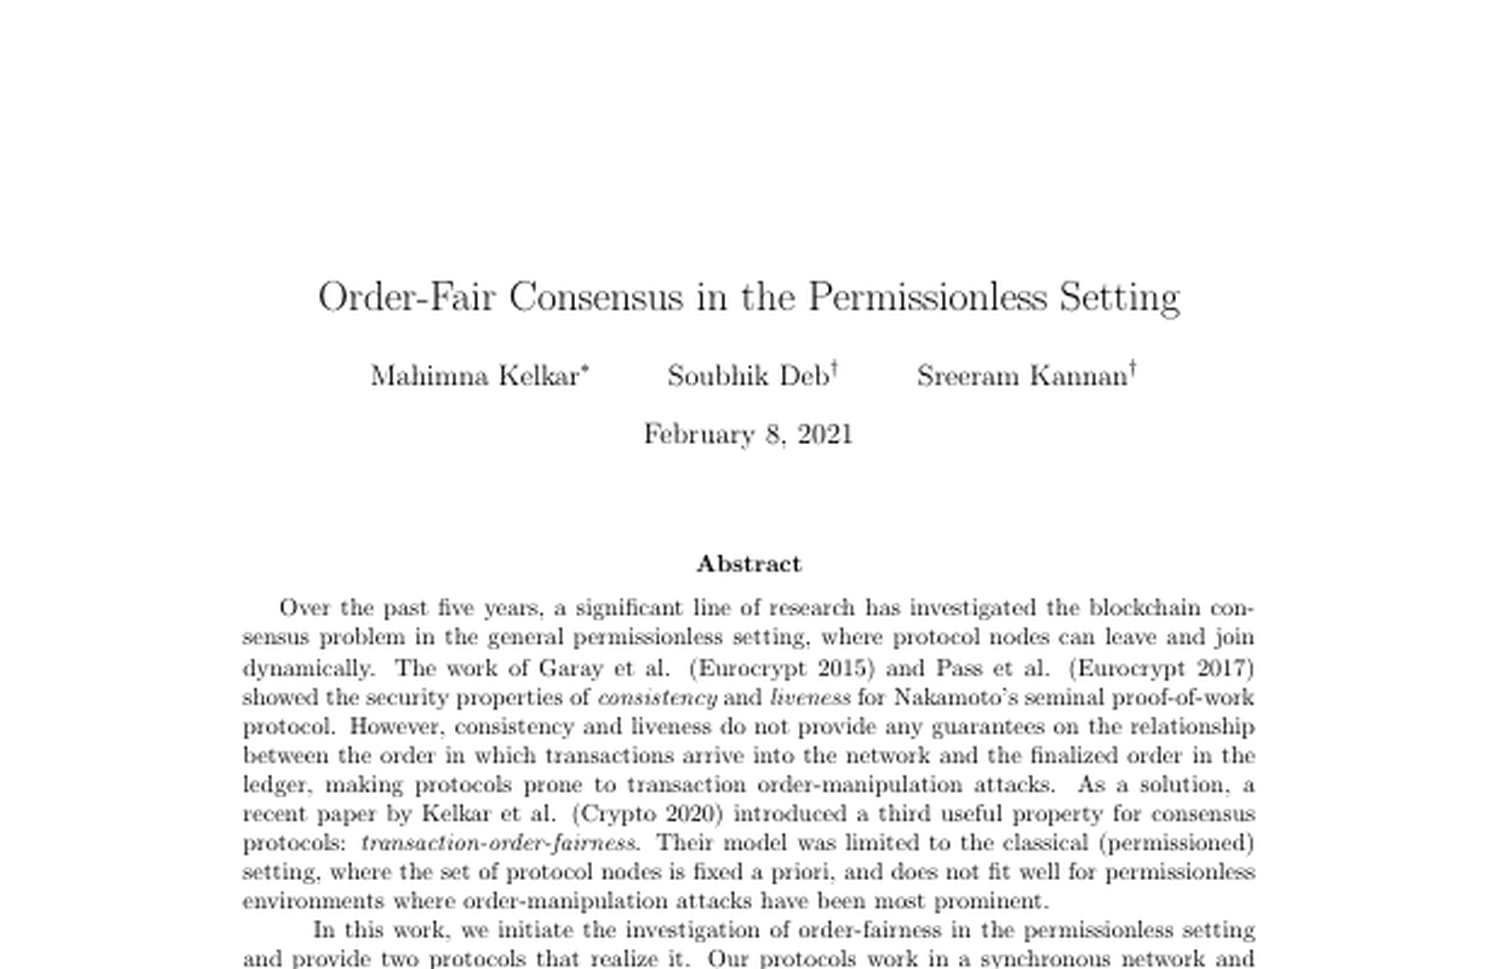 Order-Fair Consensus in the Permissionless Setting
Mahimna Kelkar* Soubhik Deb† Sreeram Kannan†
February 8, 2021
Abstract
Over the past five years, a significant line of research has investigated the blockchain con-
sensus problem in the general permissionless setting, where protocol nodes can leave and join
dynamically. The work of Garay et al. (Eurocrypt 2015) and Pass et al. (Eurocrypt 2017)
showed the security properties of consistency and liveness for Nakamoto's seminal proof-of-work
protocol. However, consistency and liveness do not provide any guarantees on the relationship
between the order in which transactions arrive into the network and the finalized order in the
ledger, making protocols prone to transaction order-manipulation attacks. As a solution, a
recent paper by Kelkar et al. (Crypto 2020) introduced a third useful property for consensus
protocols: transaction-order-fairness. Their model was limited to the classical (permissioned)
setting, where the set of protocol nodes is fixed a priori, and does not fit well for permissionless
environments where order-manipulation attacks have been most prominent.
In this work, we initiate the investigation of order-fairness in the permissionless setting
and provide two protocols that realize it. Our protocols work in a synchronous network and